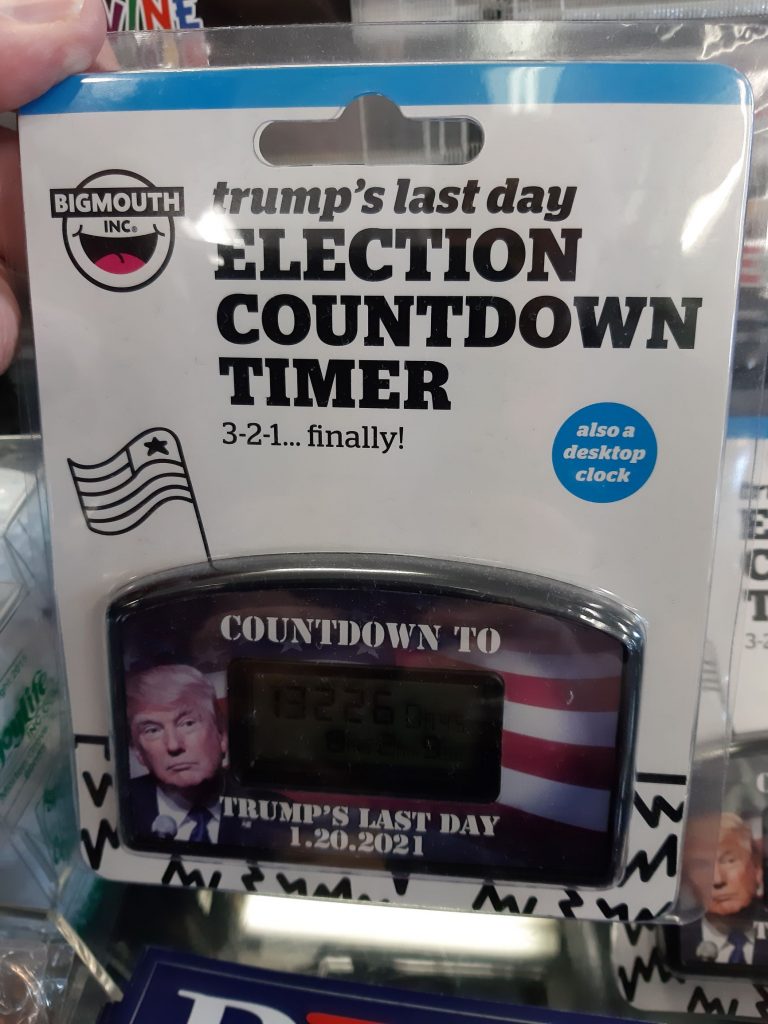 BIGMOUTH
INC.®
trump's last day
ELECTION
COUNTDOWN
TIMER
3-2-1... finally!
also a
desktop
clock
COUNTDOWN TO
13226
TRUMP'S LAST DAY
1.20.2021